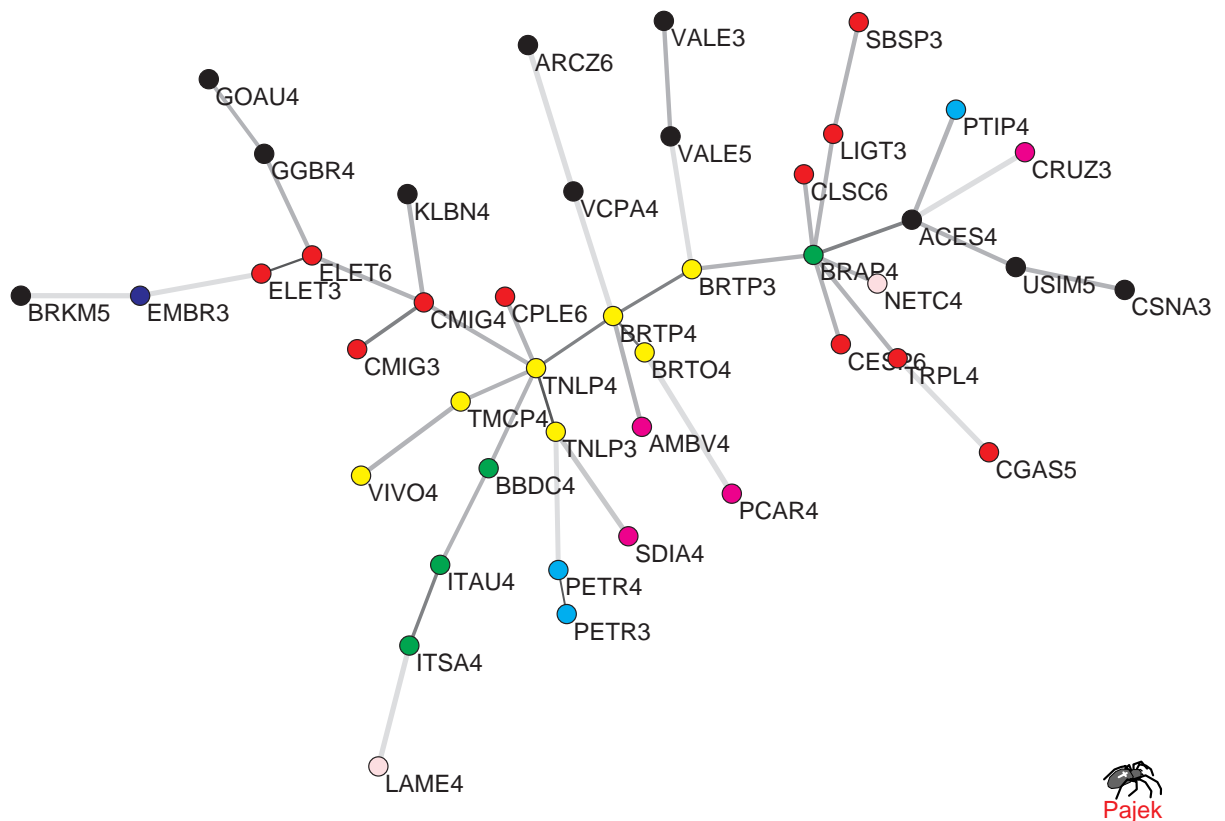 VALE3
SBSP3
ARCZ6
GOAU4
PTIP4
VALE5
LIGT3
CRUZ3
GGBR4
CLSC6
KLBN4
VCPA4
ACES4
ELET6
BRAP4
ELET3
BRTP3
USIM5
NETC4
BRKM5
EMBR3
CSNA3
CMIG4
CPLE6
BRTP4
CMIG3
BRTO4
CESP6
TRPL4
TNLP4
TMCP4
TNLP3
AMBV4
CGAS5
VIVO4
BBDC4
PCAR4
SDIA4
ITAU4
PETR4
PETR3
ITSA4
LAME4
Pajek